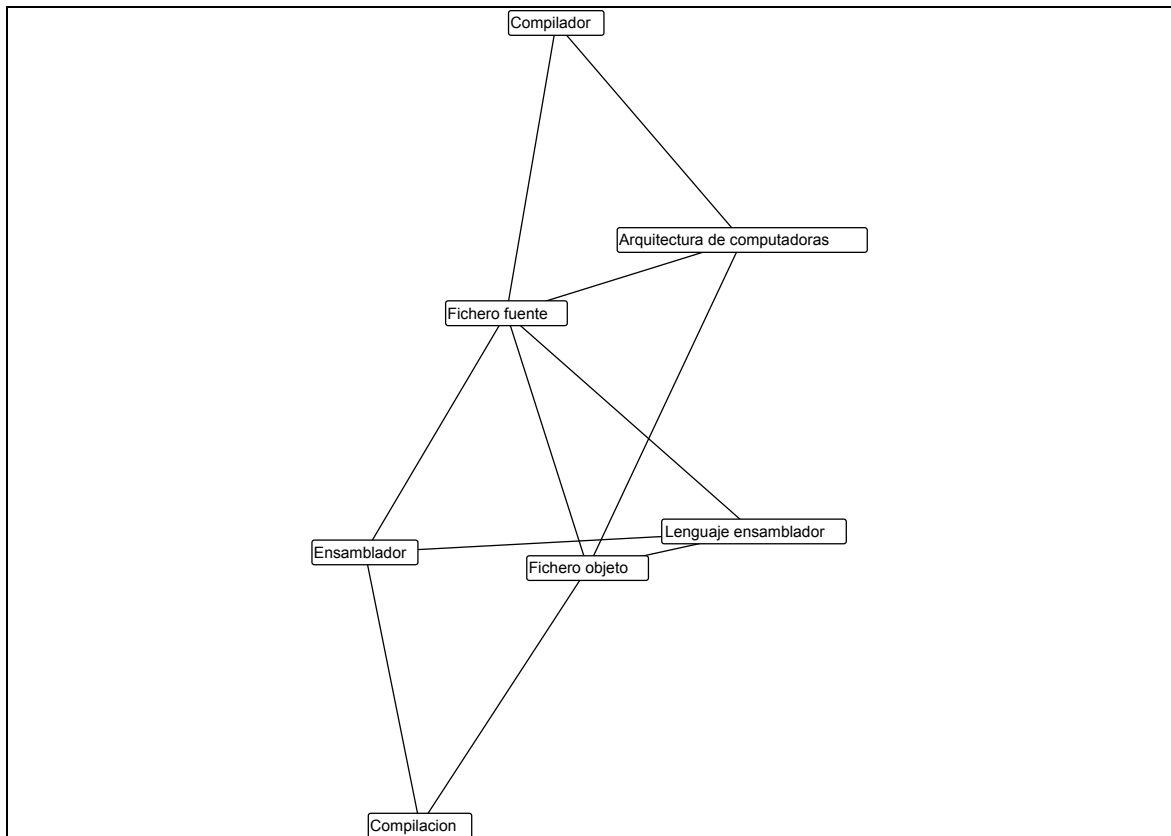 Compilador
Arquitectura de computadoras
Fichero fuente
Lenguaje ensamblador
Ensamblador
Fichero objeto
Compilacion